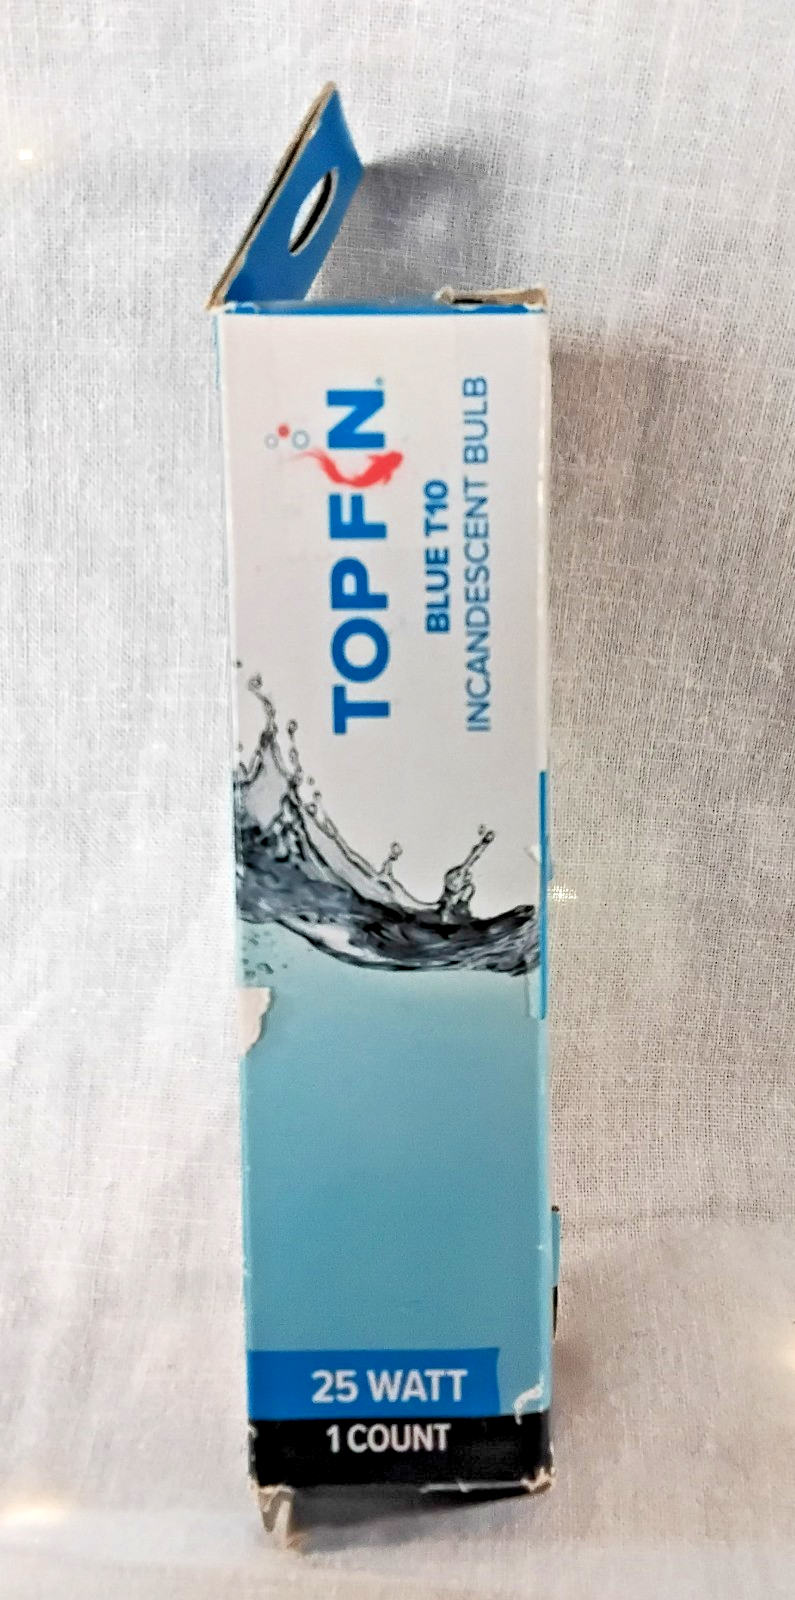 TOP FIN®
BLUE T10
INCANDESCENT BULB
25 WATT
1 COUNT